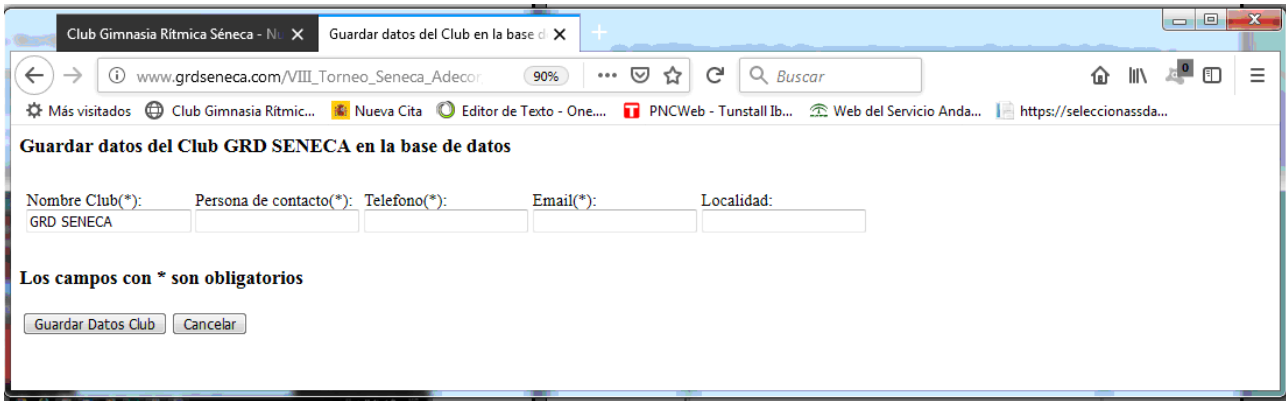 Club Gimnasia Rítmica Séneca - Nu
Guardar datos del Club en la base d
www.grdseneca.com/VIII_Torneo_Seneca_Adecor
90%
Buscar
0
Más visitados
Club Gimnasia Rítmic...
Nueva Cita
Editor de Texto - One....
PNCWeb - Tunstall Ib...
Web del Servicio Anda...
https://seleccionassda...
Guardar datos del Club GRD SENECA en la base de datos
Nombre Club(*): Persona de contacto(*): Telefono(*): Email(*): Localidad:
GRD SENECA
Los campos con * son obligatorios
Guardar Datos Club Cancelar